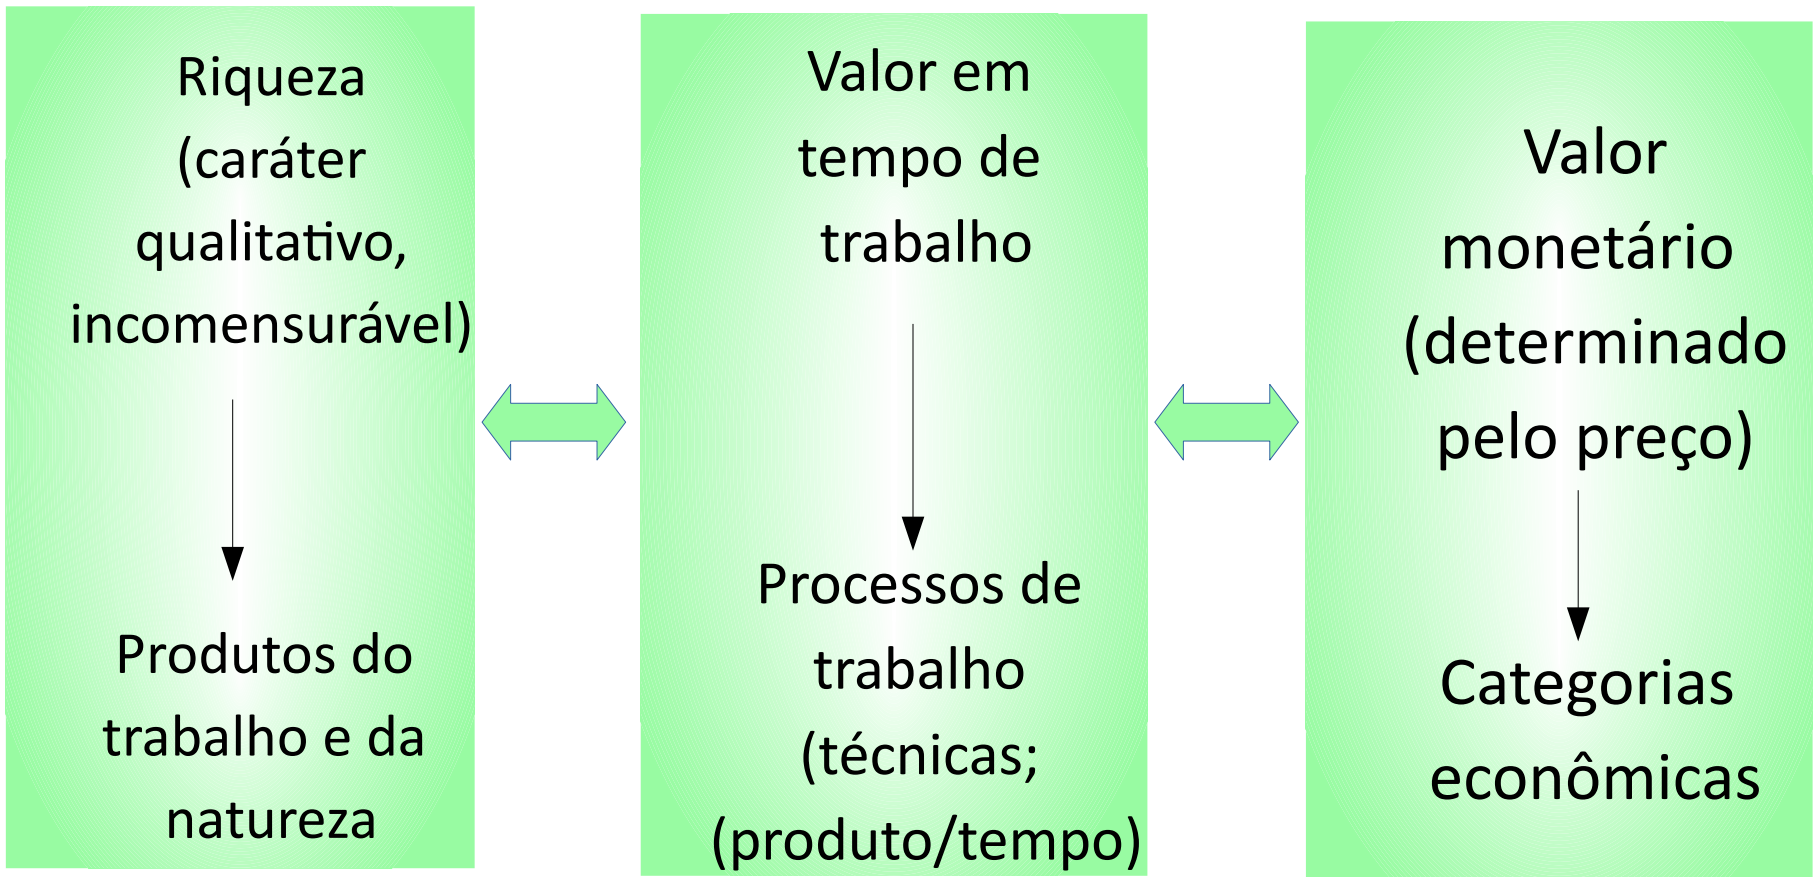 Riqueza
(caráter
qualitativo,
incomensurável)
Produtos do
trabalho e da
natureza
Valor em
tempo de
trabalho
Processos de
trabalho
(técnicas;
(produto/tempo)
Valor
monetário
(determinado
pelo preço)
Categorias
econômicas